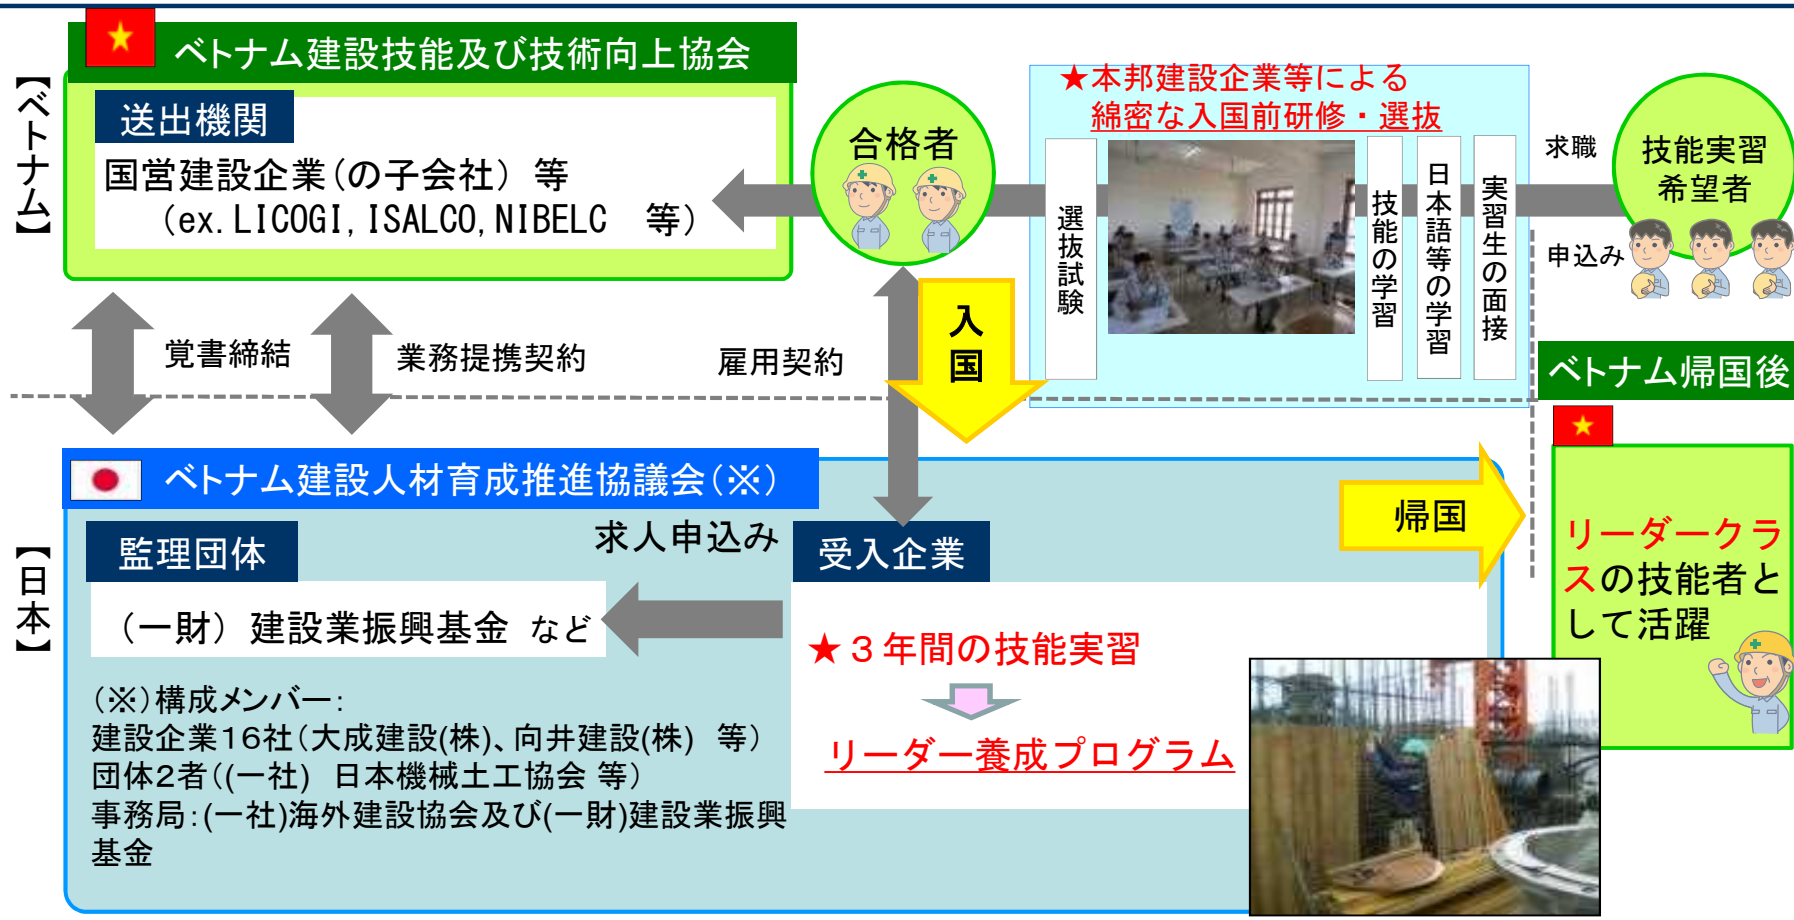 ベトナム建設技能及び技術向上協会
【ベトナム】
送出機関
国営建設企業(の子会社) 等
(ex. LICOGI, ISALCO, NIBELC 等)
合格者
★本邦建設企業等による
綿密な入国前研修・選抜
選抜試験
技能の学習
日本語等の学習
実習生の面接
求職
申込み
技能実習
希望者
覚書締結
業務提携契約
雇用契約
入国
ベトナム帰国後
【日本】
ベトナム建設人材育成推進協議会(※)
監理団体
(一財) 建設業振興基金 など
求人申込み
受入企業
★3年間の技能実習
リーダー養成プログラム
帰国
リーダークラ
スの技能者と
して活躍
(※)構成メンバー:
建設企業16社(大成建設(株)、向井建設(株) 等)
団体2者((一社) 日本機械土工協会 等)
事務局:(一社)海外建設協会及び(一財)建設業振興
基金